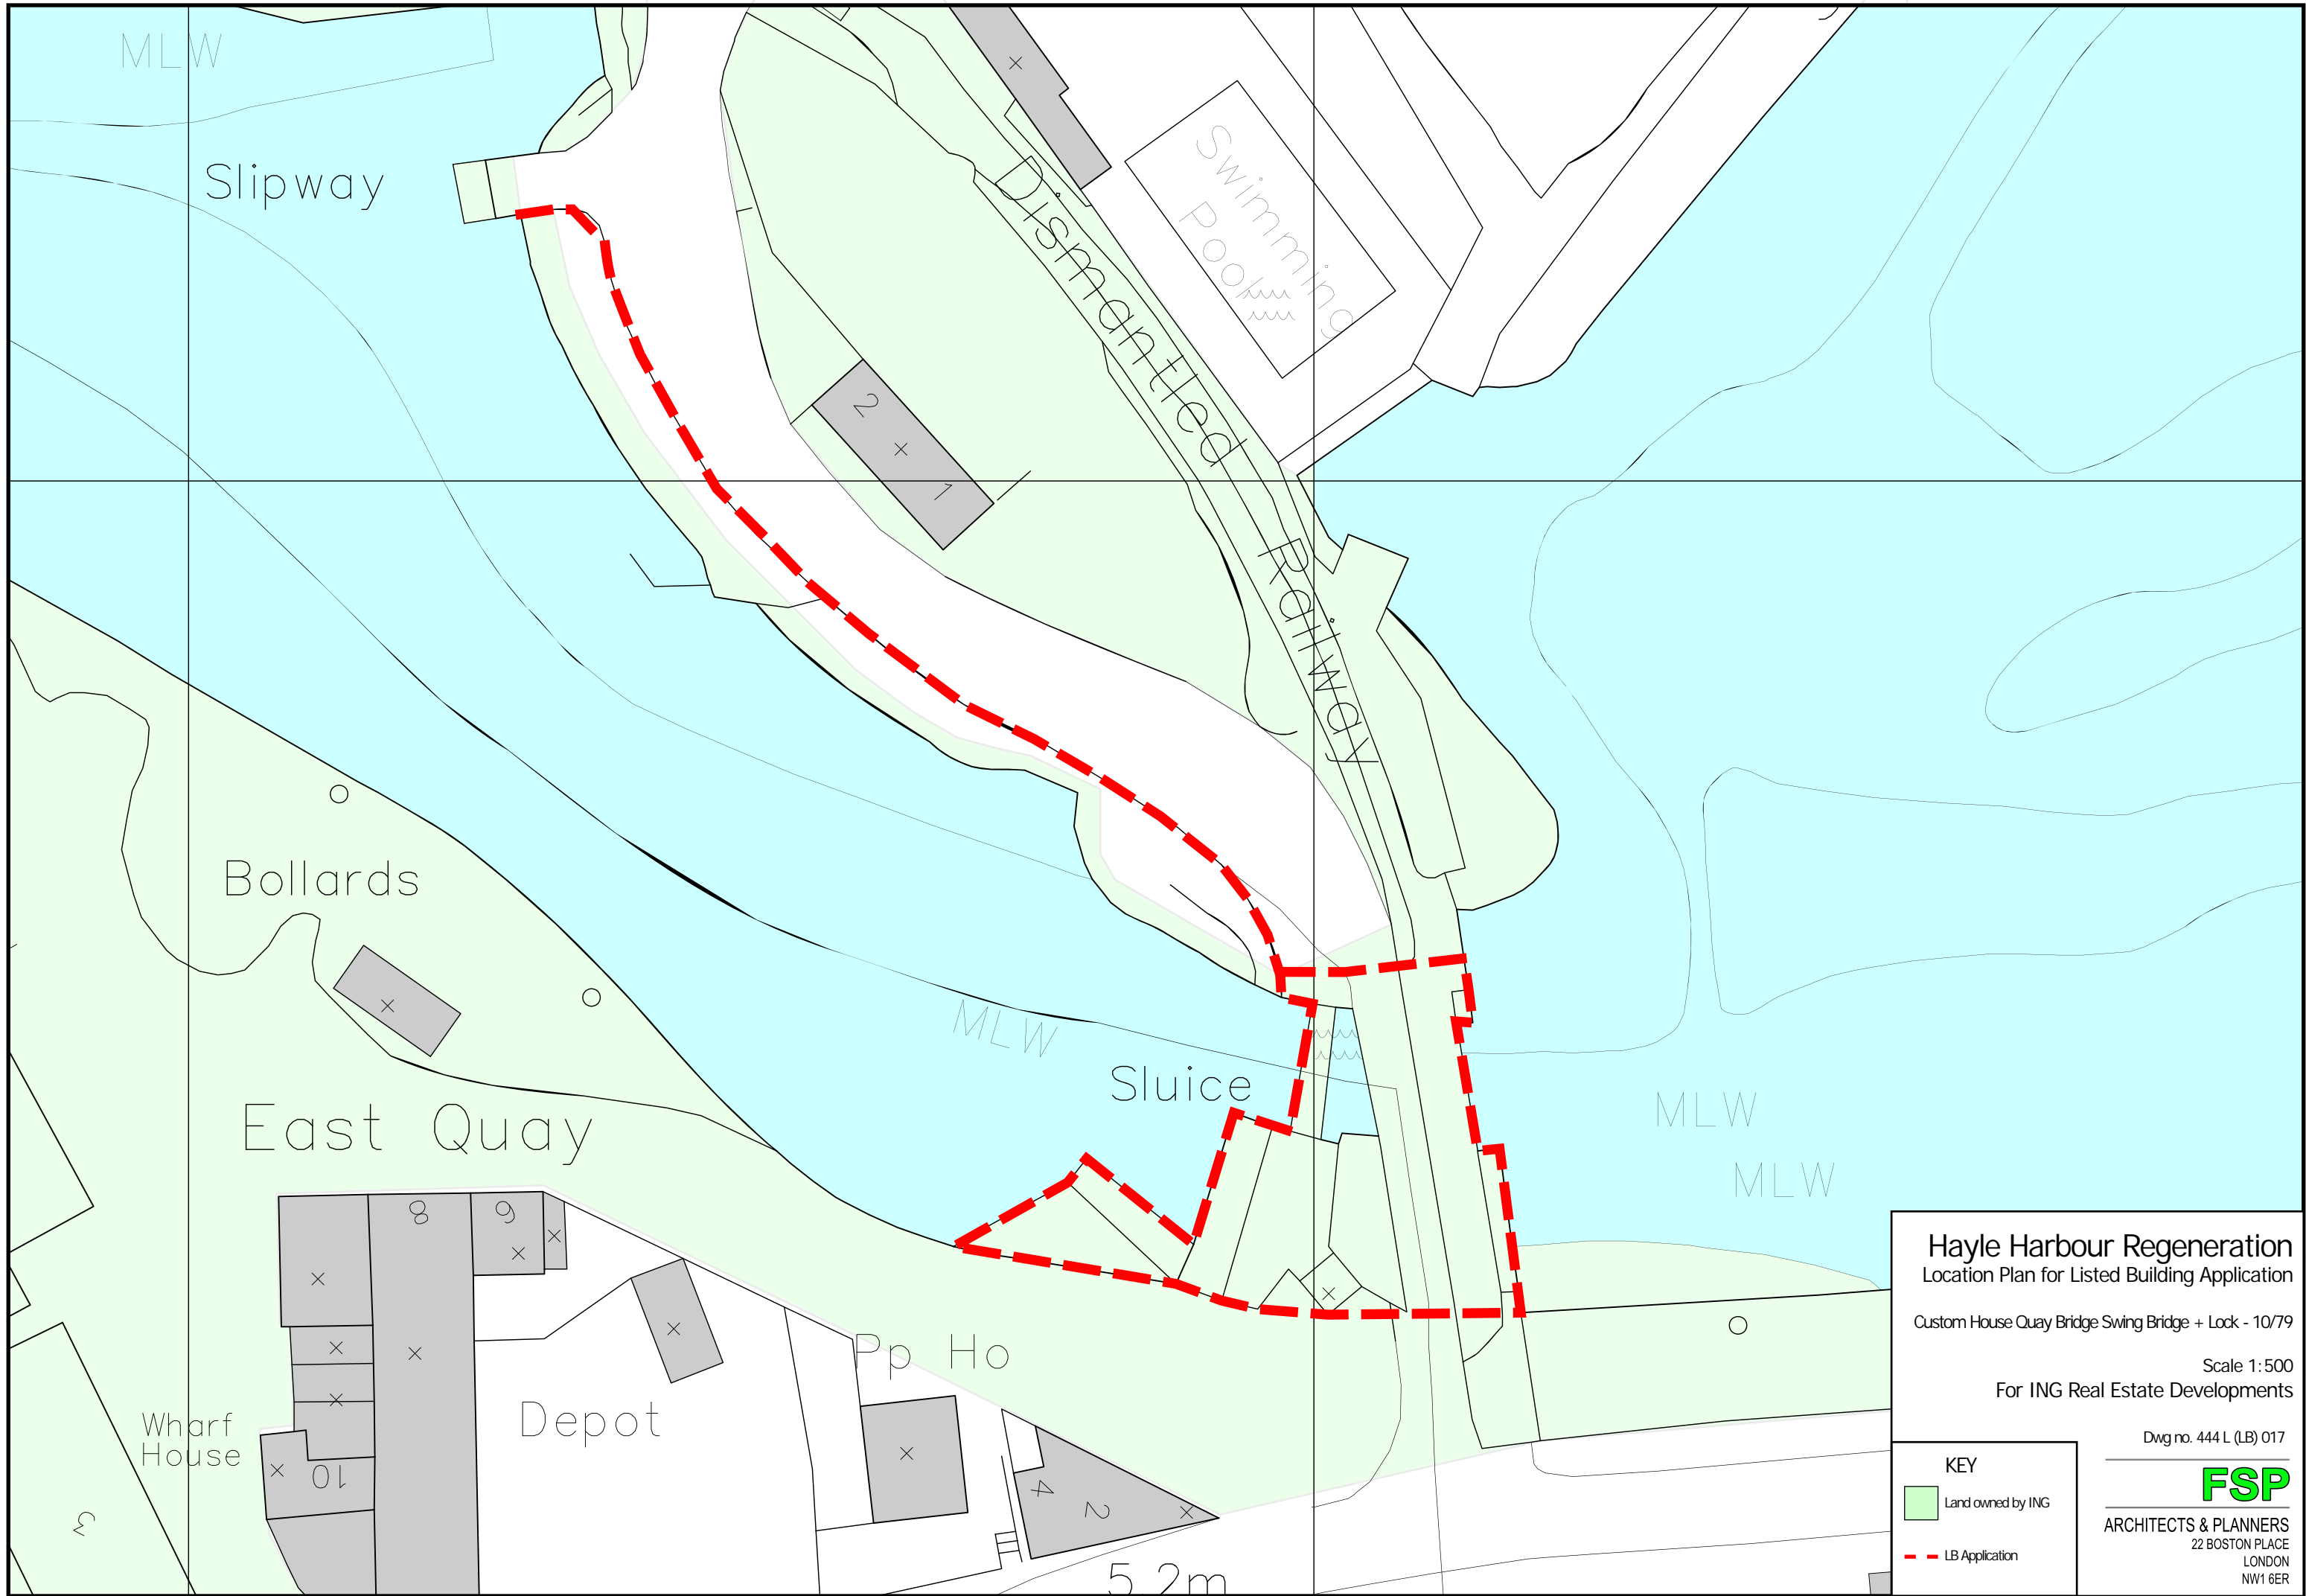 MLW
Slipway
Swimming
Pool
Dismantled Railway
2
1
Bollards
MLW
Sluice
East Quay
MLW
MLW
8
9
Pp Ho
Depot
Wharf
House
10
3
4
2
5.2m
Hayle Harbour Regeneration
Location Plan for Listed Building Application
Custom House Quay Bridge Swing Bridge + Lock - 10/79
Scale 1:500
For ING Real Estate Developments
Dwg no. 444 L (LB) 017
KEY
Land owned by ING
LB Application
FSP
ARCHITECTS & PLANNERS
22 BOSTON PLACE
LONDON
NW1 6ER